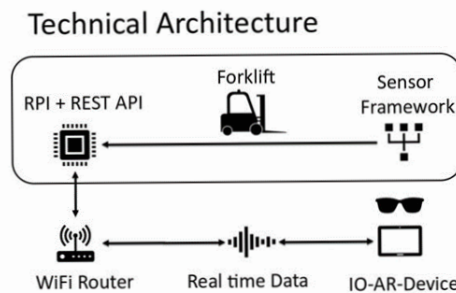 Technical Architecture
Forklift
RPI + REST API
Sensor
Framework
WiFi Router
Real time Data
IO-AR-Device